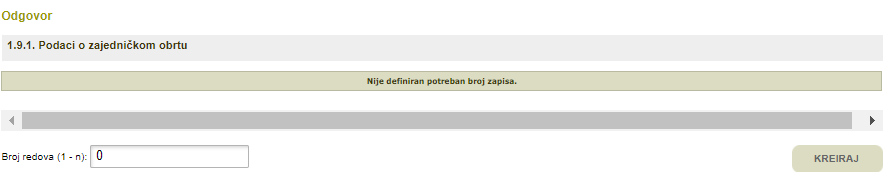 Odgovor
1.9.1. Podaci o zajedničkom obrtu
Nije definiran potreban broj zapisa.
Broj redova (1 - n): 0
KREIRAJ